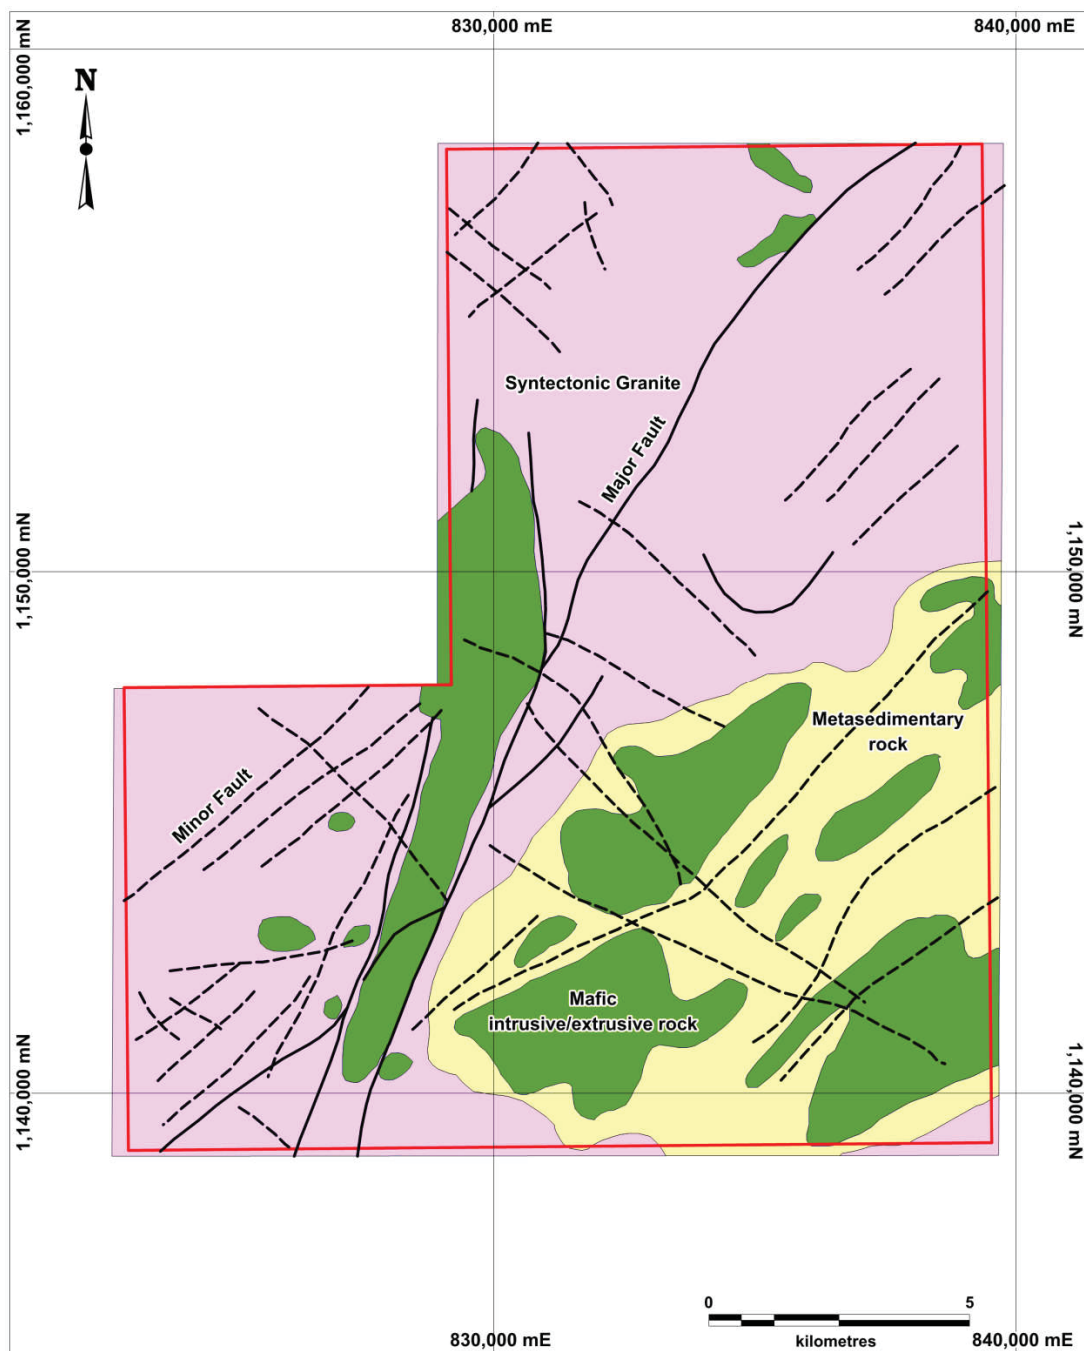 830,000 mE
840,000 mE
1,160,000 mN
N
Syntectonic Granite
Major Fault
1,150,000 mN
1,150,000 mN
Metasedimentary
rock
Minor Fault
Mafic
intrusive/extrusive rock
1,140,000 mN
1,140,000 mN
0
5
kilometres
830,000 mE
840,000 mE